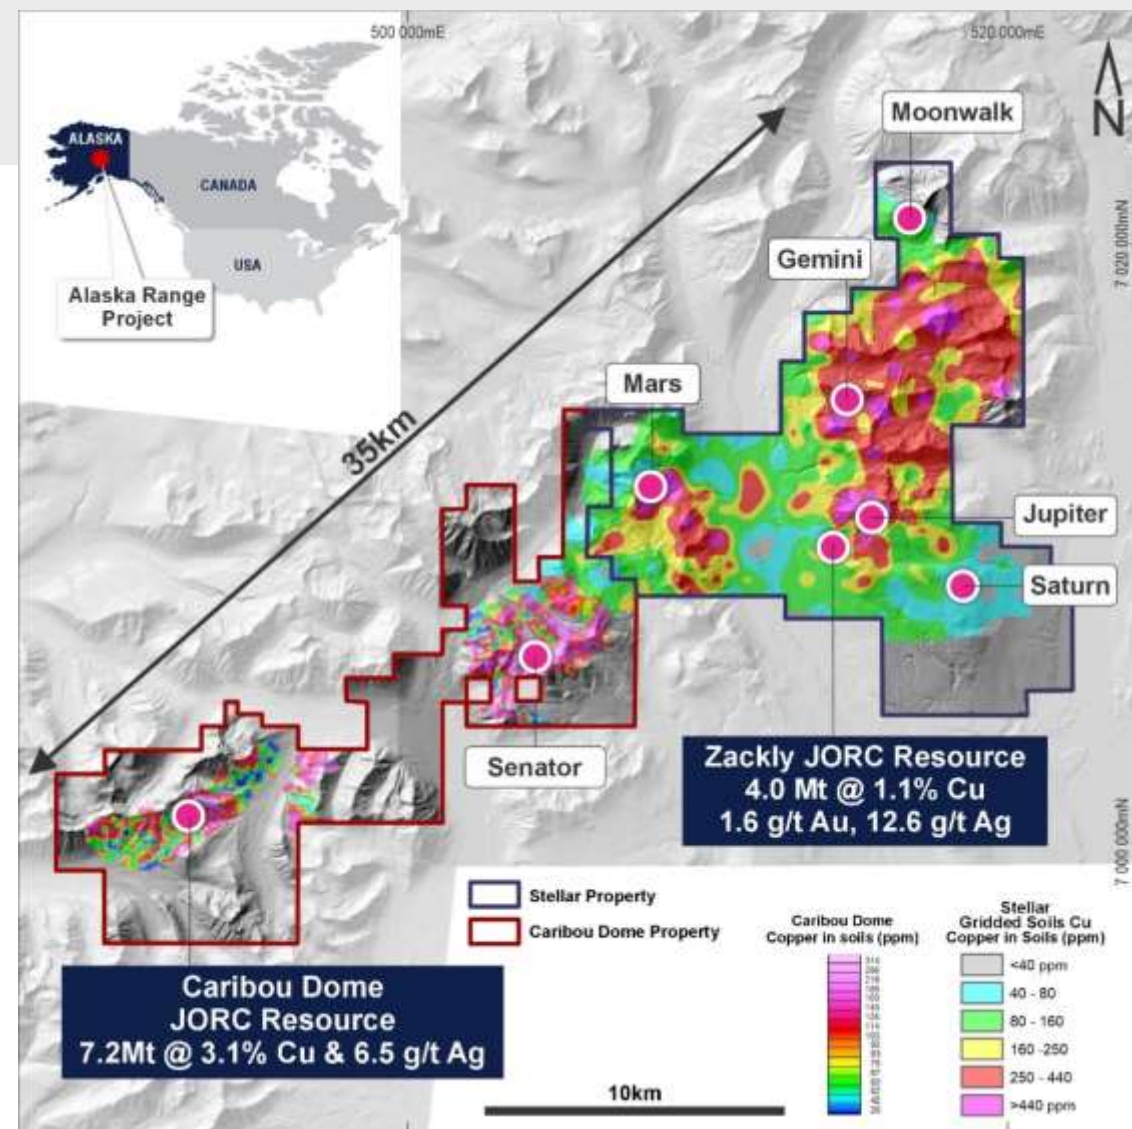 500 000mE
520 000mE
N
ALASKA
CANADA
USA
Alaska Range
Project
Moonwalk
7 020 000mN
Gemini
Mars
35km
Jupiter
Saturn
Senator
Zackly JORC Resource
4.0 Mt @ 1.1% Cu
1.6 g/t Au, 12.6 g/t Ag
7 000 000mN
Stellar Property
Caribou Dome Property
Caribou Dome
Copper in soils (ppm)
Stellar
Gridded Soils Cu
Copper in Soils (ppm)
<40 ppm
40 - 80
80 - 160
160 -250
250 - 440
>440 ppm
Caribou Dome
JORC Resource
7.2Mt @ 3.1% Cu & 6.5 g/t Ag
10km